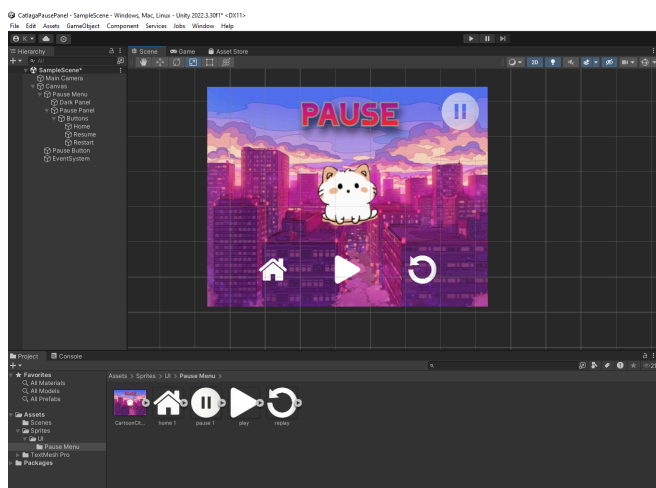 CatlagaPausePanel - SampleScene - Windows, Mac, Linux - Unity 2022.3.30f1* <DX11>
File Edit Assets GameObject Component Services Jobs Window Help
K
Hierarchy
Scene Game Asset Store
All
2D
SampleScene*
Main Camera
Canvas
Pause Menu
Dark Panel
Pause Panel
Buttons
Home
Resume
Restart
Pause Button
EventSystem
PAUSE
Project Console
Favorites
All Materials
All Models
All Prefabs
Assets > Sprites > UI > Pause Menu >
Assets
Scenes
Sprites
UI
Pause Menu
TextMesh Pro
Packages
CartoonCit... home 1 pause 1 play replay